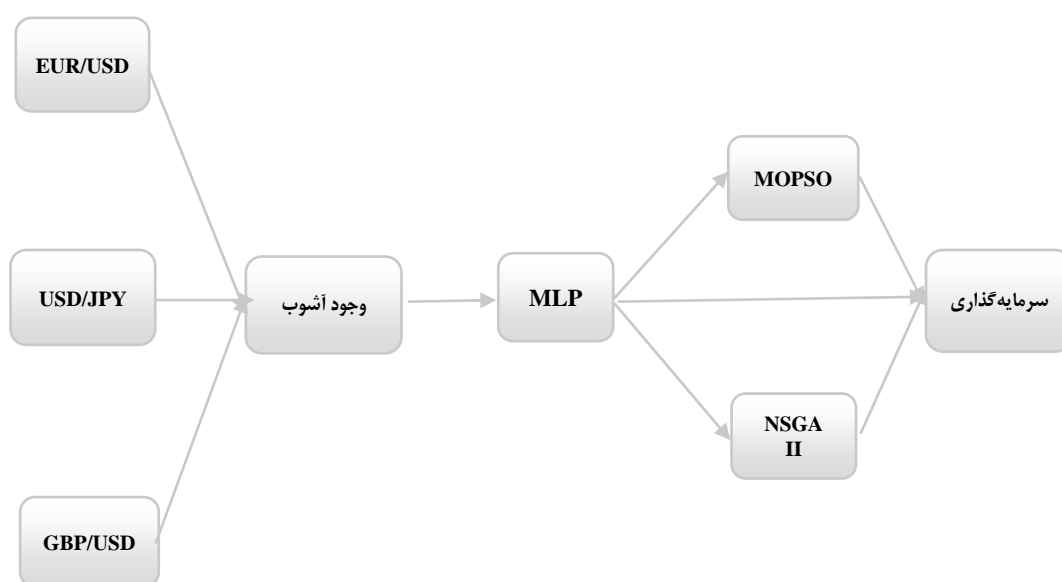 EUR/USD
USD/JPY
GBP/USD
وجود آشوب
MLP
MOPSO
NSGA
II
سرمایه‌گذاری